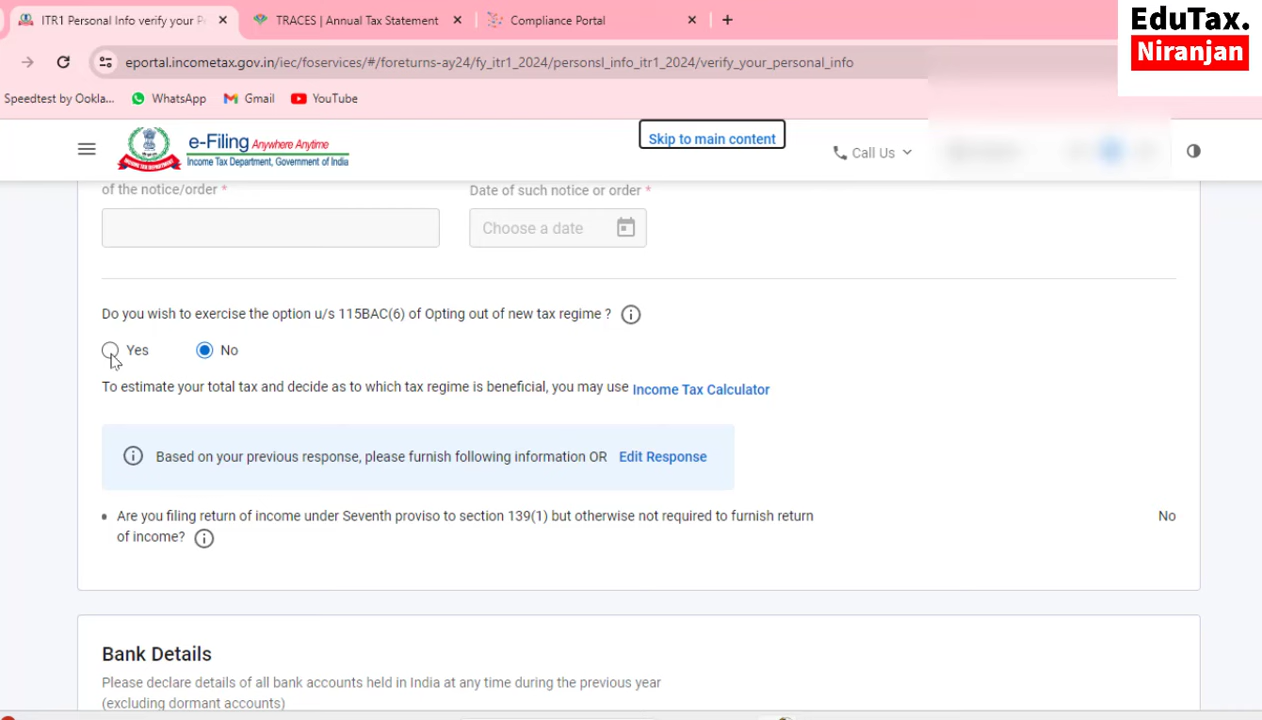 ITR1 Personal Info verify your P
TRACES | Annual Tax Statement
Compliance Portal
EduTax.
Niranjan
eportal.incometax.gov.in/iec/foservices/#/foreturns-ay24/fy_itr1_2024/personsl_info_itr1_2024/verify_your_personal_info
Speedtest by Ookla...
WhatsApp
Gmail
YouTube
e-Filing Anywhere Anytime
Income Tax Department, Government of India
Skip to main content
Call Us
of the notice/order *
Date of such notice or order *
Choose a date
Do you wish to exercise the option u/s 115BAC(6) of Opting out of new tax regime ?
Yes
No
To estimate your total tax and decide as to which tax regime is beneficial, you may use Income Tax Calculator
Based on your previous response, please furnish following information OR Edit Response
Are you filing return of income under Seventh proviso to section 139(1) but otherwise not required to furnish return
of income?
No
Bank Details
Please declare details of all bank accounts held in India at any time during the previous year
(excluding dormant accounts)